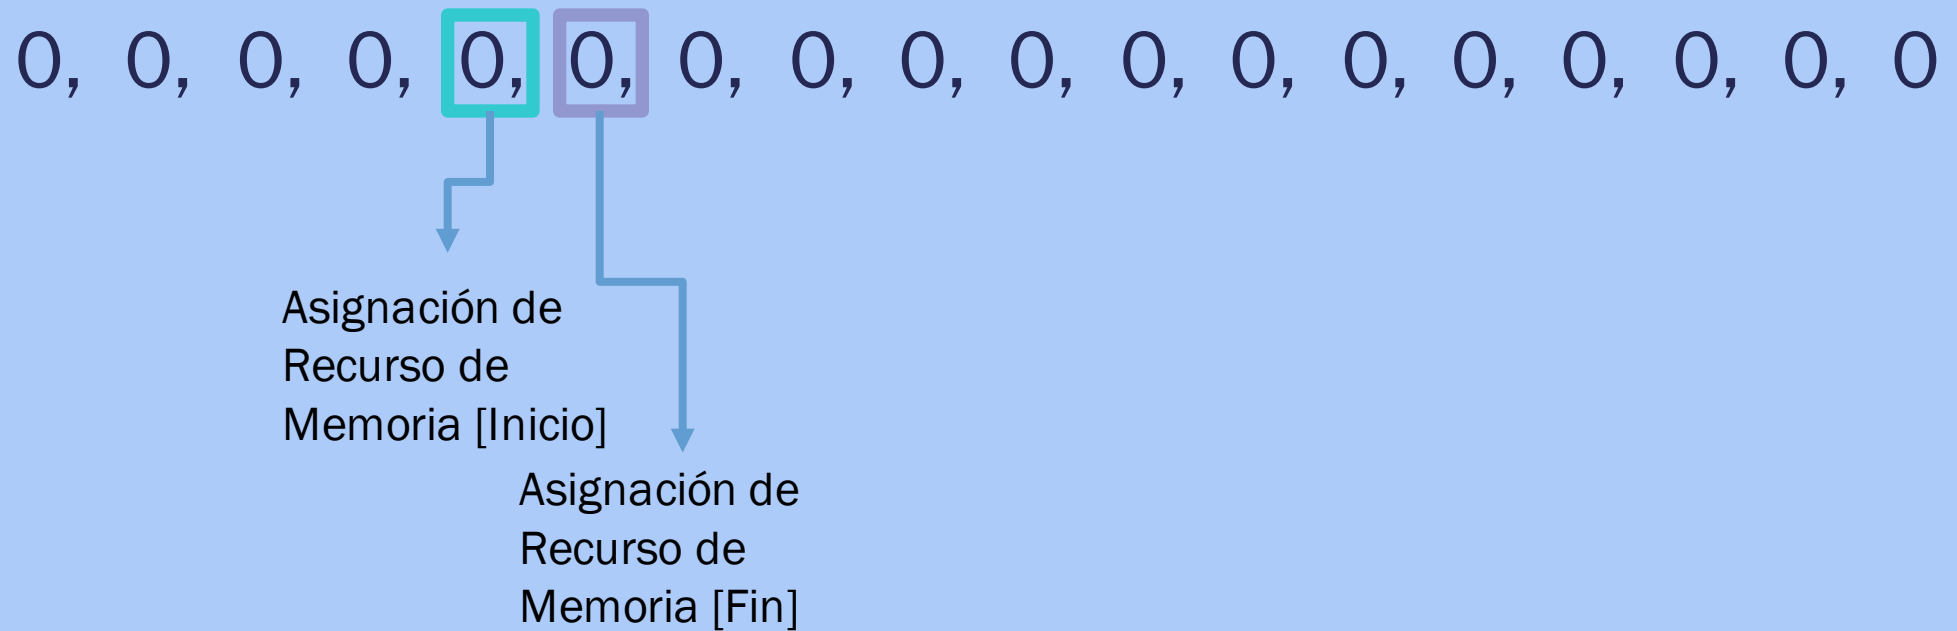 0, 0, 0, 0, 0, 0, 0, 0, 0, 0, 0, 0, 0, 0, 0, 0, 0, 0
Asignación de
Recurso de
Memoria [Inicio]
Asignación de
Recurso de
Memoria [Fin]